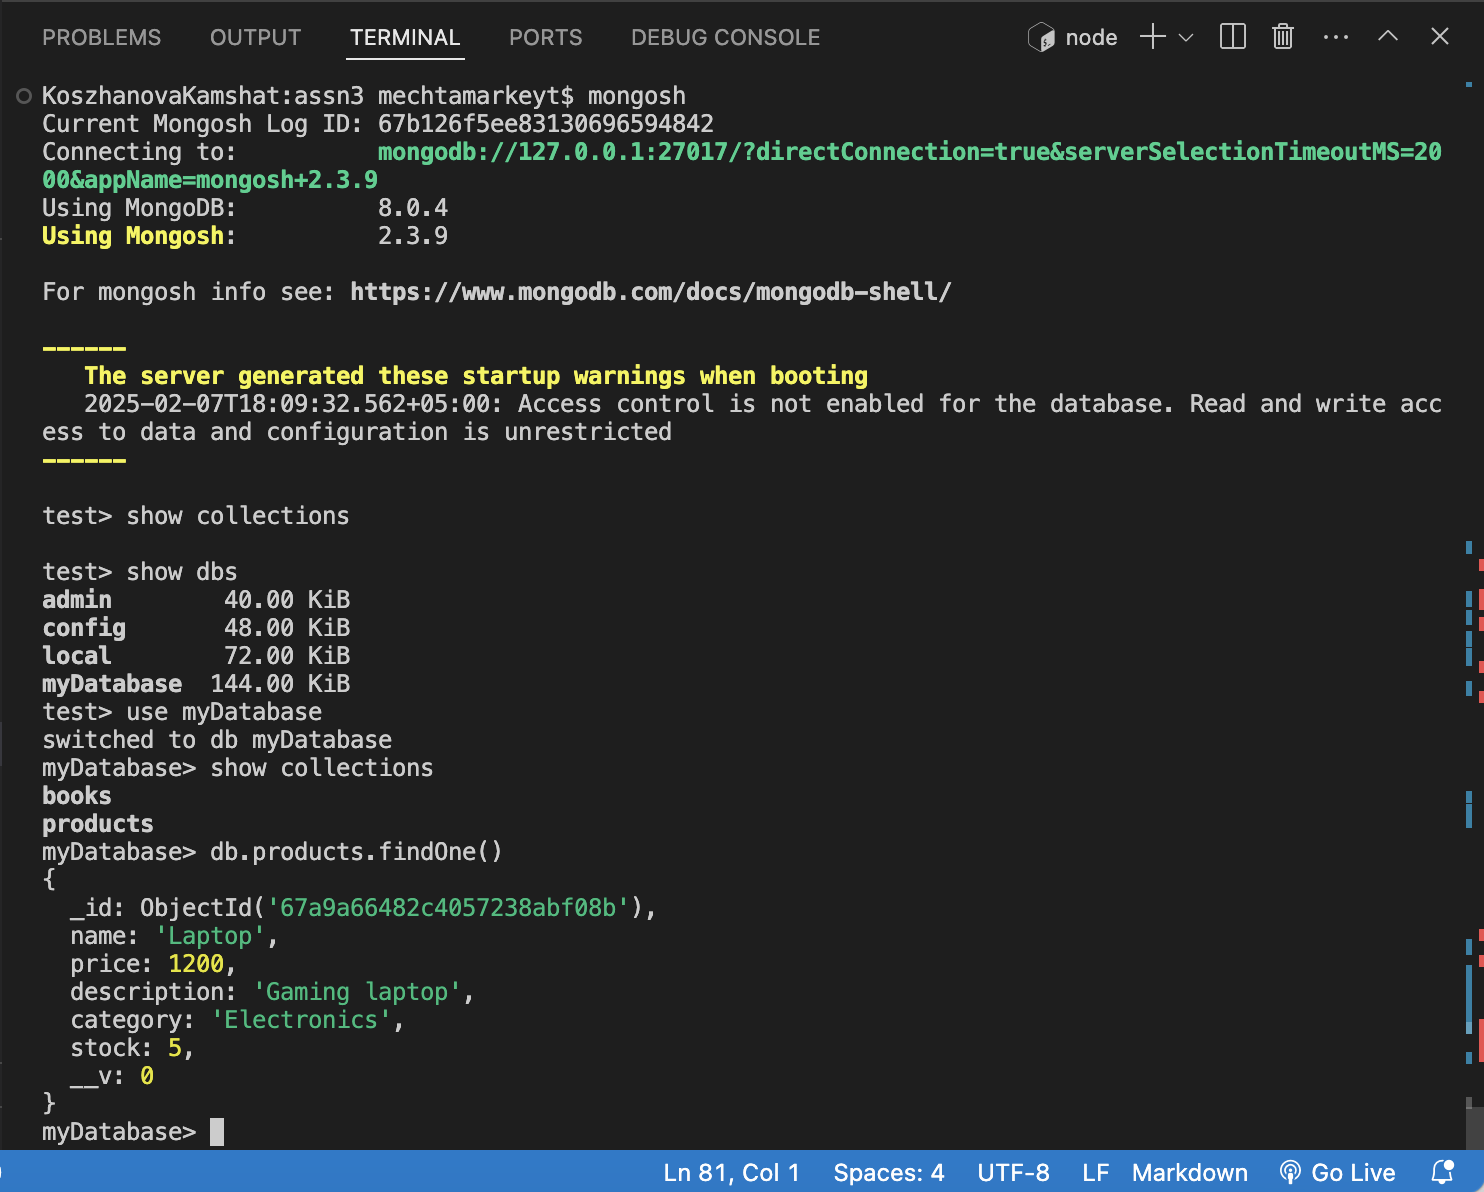 PROBLEMS OUTPUT TERMINAL PORTS DEBUG CONSOLE node
KoszhanovaKamshat:assn3 mechtamarkeyt$ mongosh
Current Mongosh Log ID: 67b126f5ee83130696594842
Connecting to: mongodb://127.0.0.1:27017/?directConnection=true&serverSelectionTimeoutMS=20
00&appName=mongosh+2.3.9
Using MongoDB: 8.0.4
Using Mongosh: 2.3.9
For mongosh info see: https://www.mongodb.com/docs/mongodb-shell/
------
The server generated these startup warnings when booting
2025-02-07T18:09:32.562+05:00: Access control is not enabled for the database. Read and write acc
ess to data and configuration is unrestricted
------
test> show collections
test> show dbs
admin 40.00 KiB
config 48.00 KiB
local 72.00 KiB
myDatabase 144.00 KiB
test> use myDatabase
switched to db myDatabase
myDatabase> show collections
books
products
myDatabase> db.products.findOne()
{
_id: ObjectId('67a9a66482c4057238abf08b'),
name: 'Laptop',
price: 1200,
description: 'Gaming laptop',
category: 'Electronics',
stock: 5,
__v: 0
}
myDatabase>
Ln 81, Col 1 Spaces: 4 UTF-8 LF Markdown Go Live